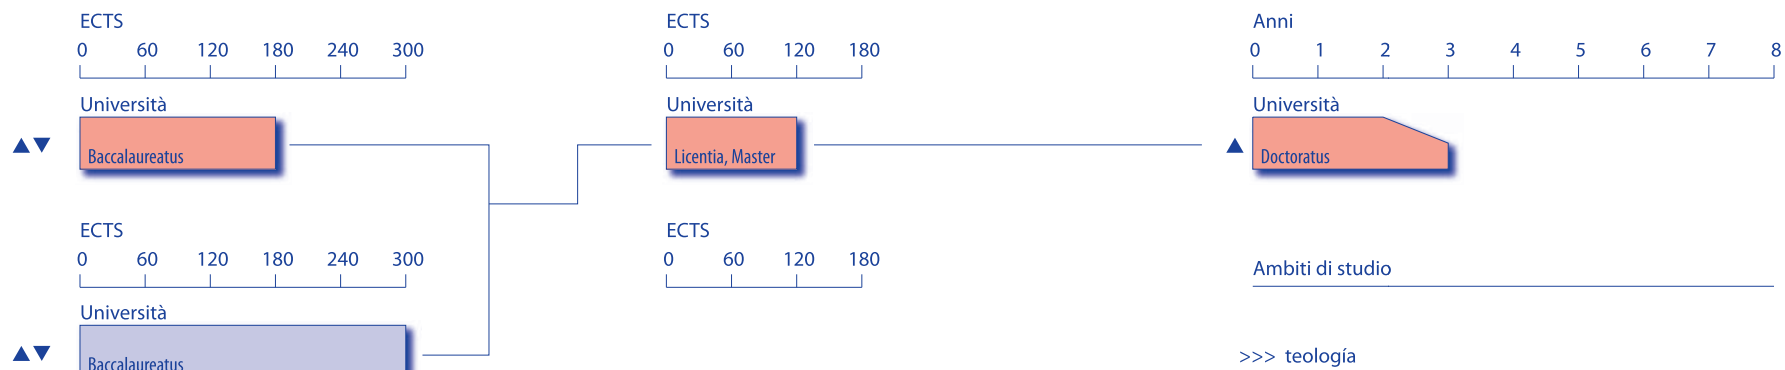 ECTS ECTS Anni
0 60 120 180 240 300 0 60 120 180 0 1 2 3 4 5 6 7 8
Università Università Università
Baccalaureatus Licentia, Master Doctoratus
ECTS ECTS
0 60 120 180 240 300 0 60 120 180
Ambiti di studio
Università
Baccalaureatus
>>> teología